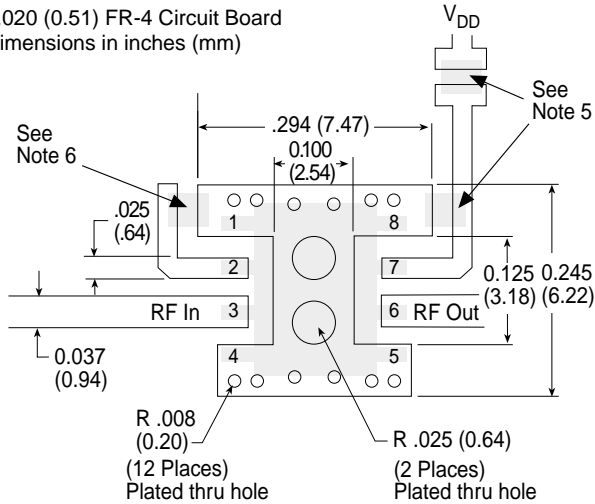 .020 (0.51) FR-4 Circuit Board
imensions in inches (mm)
VDD
See
Note 5
See
Note 6
.294 (7.47)
0.100
(2.54)
.025
(.64)
1
8
2
7
0.125
(3.18)
0.245
(6.22)
RF In
3
6
RF Out
4
5
0.037
(0.94)
R .008
(0.20)
(12 Places)
Plated thru hole
R .025 (0.64)
(2 Places)
Plated thru hole